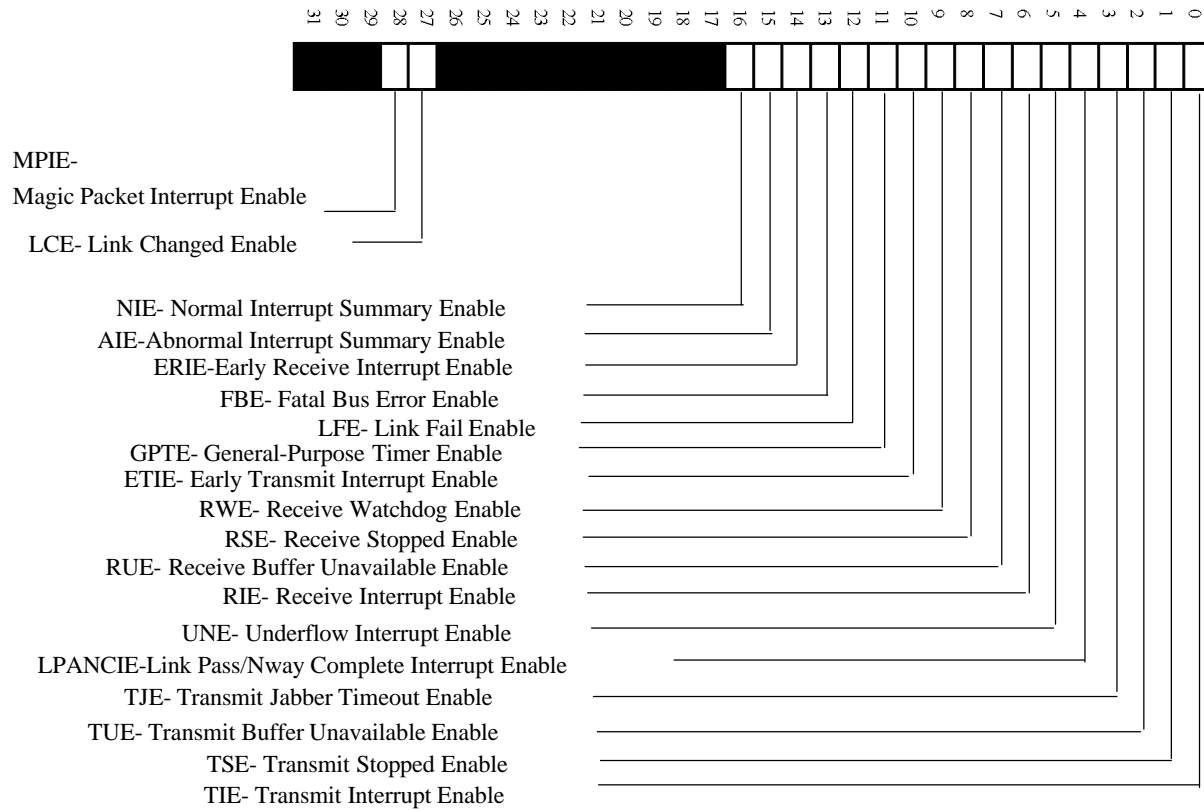 31 30 29 28 27 26 25 24 23 22 21 20 19 18 17 16 15 14 13 12 11 10 9 8 7 6 5 4 3 2 1 0
MPIE-
Magic Packet Interrupt Enable
LCE- Link Changed Enable
NIE- Normal Interrupt Summary Enable
AIE-Abnormal Interrupt Summary Enable
ERIE-Early Receive Interrupt Enable
FBE- Fatal Bus Error Enable
LFE- Link Fail Enable
GPTE- General-Purpose Timer Enable
ETIE- Early Transmit Interrupt Enable
RWE- Receive Watchdog Enable
RSE- Receive Stopped Enable
RUE- Receive Buffer Unavailable Enable
RIE- Receive Interrupt Enable
UNE- Underflow Interrupt Enable
LPANCIE-Link Pass/Nway Complete Interrupt Enable
TJE- Transmit Jabber Timeout Enable
TUE- Transmit Buffer Unavailable Enable
TSE- Transmit Stopped Enable
TIE- Transmit Interrupt Enable